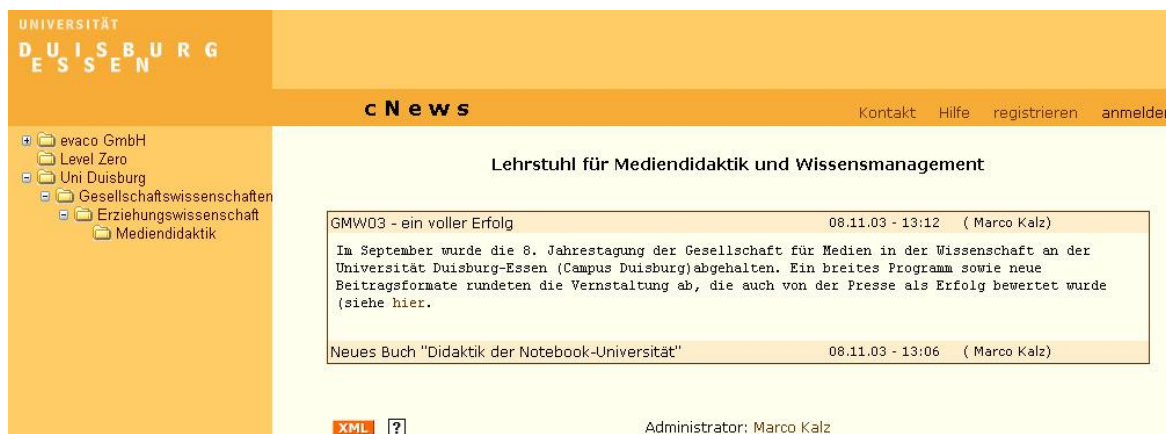 UNIVERSITÄT
DUISBURG
ESSEN
cNews
Kontakt Hilfe registrieren anmelden
evaco GmbH
Level Zero
Uni Duisburg
Gesellschaftswissenschaften
Erziehungswissenschaft
Mediendidaktik
Lehrstuhl für Mediendidaktik und Wissensmanagement
GMW03 - ein voller Erfolg 08.11.03 - 13:12 ( Marco Kalz)
Im September wurde die 8. Jahrestagung der Gesellschaft für Medien in der Wissenschaft an der
Universität Duisburg-Essen (Campus Duisburg)abgehalten. Ein breites Programm sowie neue
Beitragsformate rundeten die Vernstaltung ab, die auch von der Presse als Erfolg bewertet wurde
(siehe hier.
Neues Buch "Didaktik der Notebook-Universität" 08.11.03 - 13:06 ( Marco Kalz)
XML ? Administrator: Marco Kalz